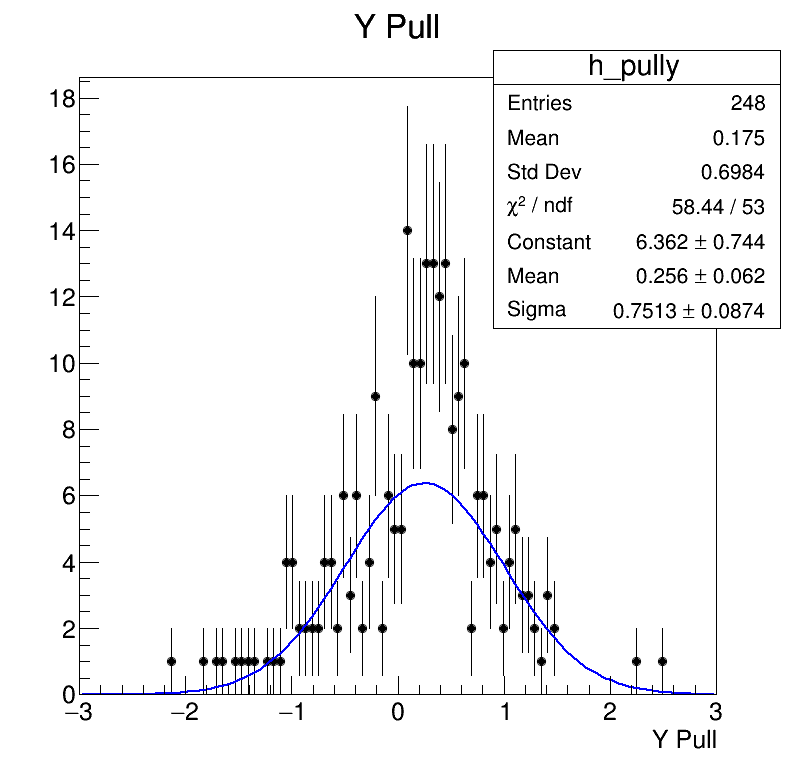 Y Pull
h_pully
Entries 248
Mean 0.175
Std Dev 0.6984
χ² / ndf 58.44 / 53
Constant 6.362 ± 0.744
Mean 0.256 ± 0.062
Sigma 0.7513 ± 0.0874
18
16
14
12
10
8
6
4
2
0
−3 −2 −1 0 1 2 3
Y Pull